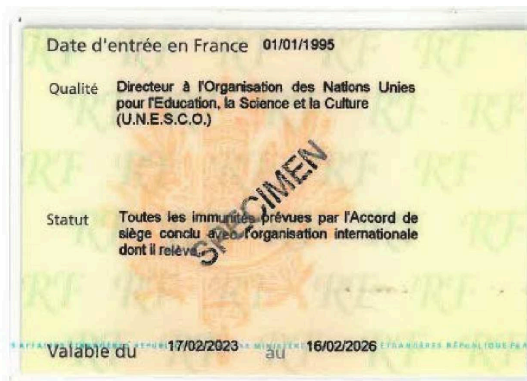 Date d'entrée en France 01/01/1995
Qualité Directeur à l'Organisation des Nations Unies
pour l'Education, la Science et la Culture
(U.N.E.S.C.O.)
SPECIMEN
Statut Toutes les immunités prévues par l'Accord de
siège conclu avec l'organisation internationale
dont il relève.
Valable du 17/02/2023 au 16/02/2026